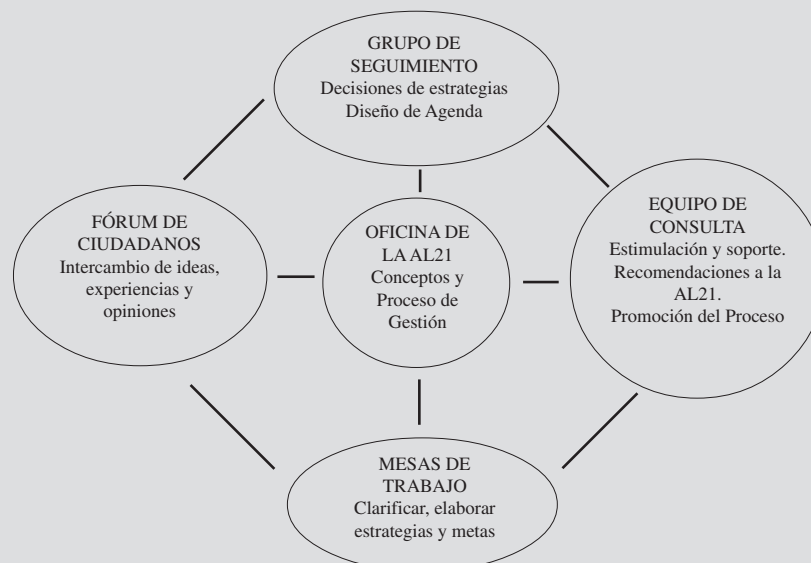 GRUPO DE
SEGUIMIENTO
Decisiones de estrategias
Diseño de Agenda
FÓRUM DE
CIUDADANOS
Intercambio de ideas,
experiencias y
opiniones
OFICINA DE
LA AL21
Conceptos y
Proceso de
Gestión
EQUIPO DE
CONSULTA
Estimulación y soporte.
Recomendaciones a la
AL21.
Promoción del Proceso
MESAS DE
TRABAJO
Clarificar, elaborar
estrategias y metas